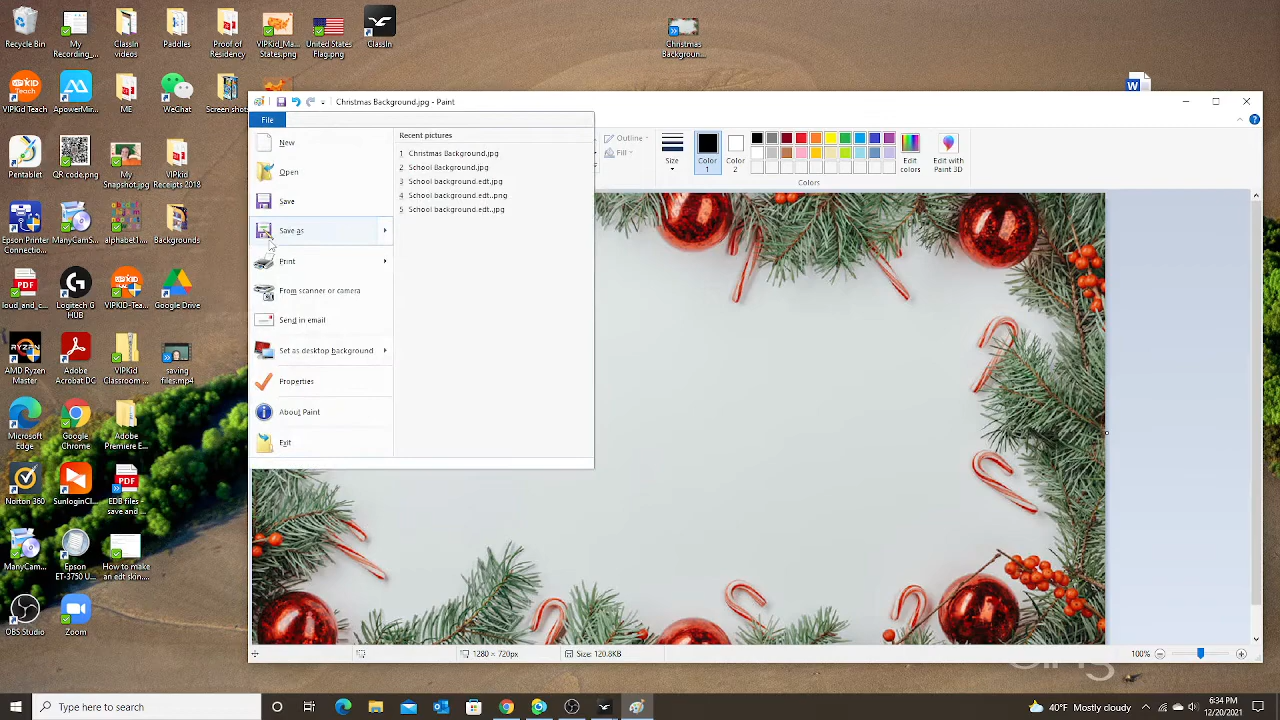 Recycle Bin
My Recording_...
ClassIn videos
Paddles
Proof of Residency
VIPKid_Ma... States.png
United States Flag.png
ClassIn
Christmas Backgroun...
VIPKid Teach
ApowerMir...
ME
WeChat
Screen shots
Christmas Background.jpg - Paint
File
New
Open
Save
Save as
Print
From scanner or camera
Send in email
Set as desktop background
Properties
About Paint
Exit
Recent pictures
1 Christmas Background.jpg
2 School Background.jpg
3 School background edt.jpg
4 School background.edt..png
5 School background.edt..jpg
Outline
Fill
Size
Color 1
Color 2
Edit colors
Edit with Paint 3D
Colors
My Snapshot.jpg
VIPKid Receipts 2018
Epson Printer Connectio...
ManyCam...
alphabet1...
Backgrounds
loud_and_c...
Logitech G HUB
VIPKID-Tea...
Google Drive
AMD Ryzen Master
Adobe Acrobat DC
VIPKid Classroom ...
saving files.mp4
Microsoft Edge
Google Chrome
Adobe Premiere E...
Norton 360
SunloginCl...
EDB files - save and ...
ManyCam...
Epson ET-3750 U...
How to make an edt skin...
OBS Studio
Zoom
1280 × 720px
Size: 120.8KB
100%
Type here to search
40°F Mostly cloudy
6:34 PM
12/20/2021